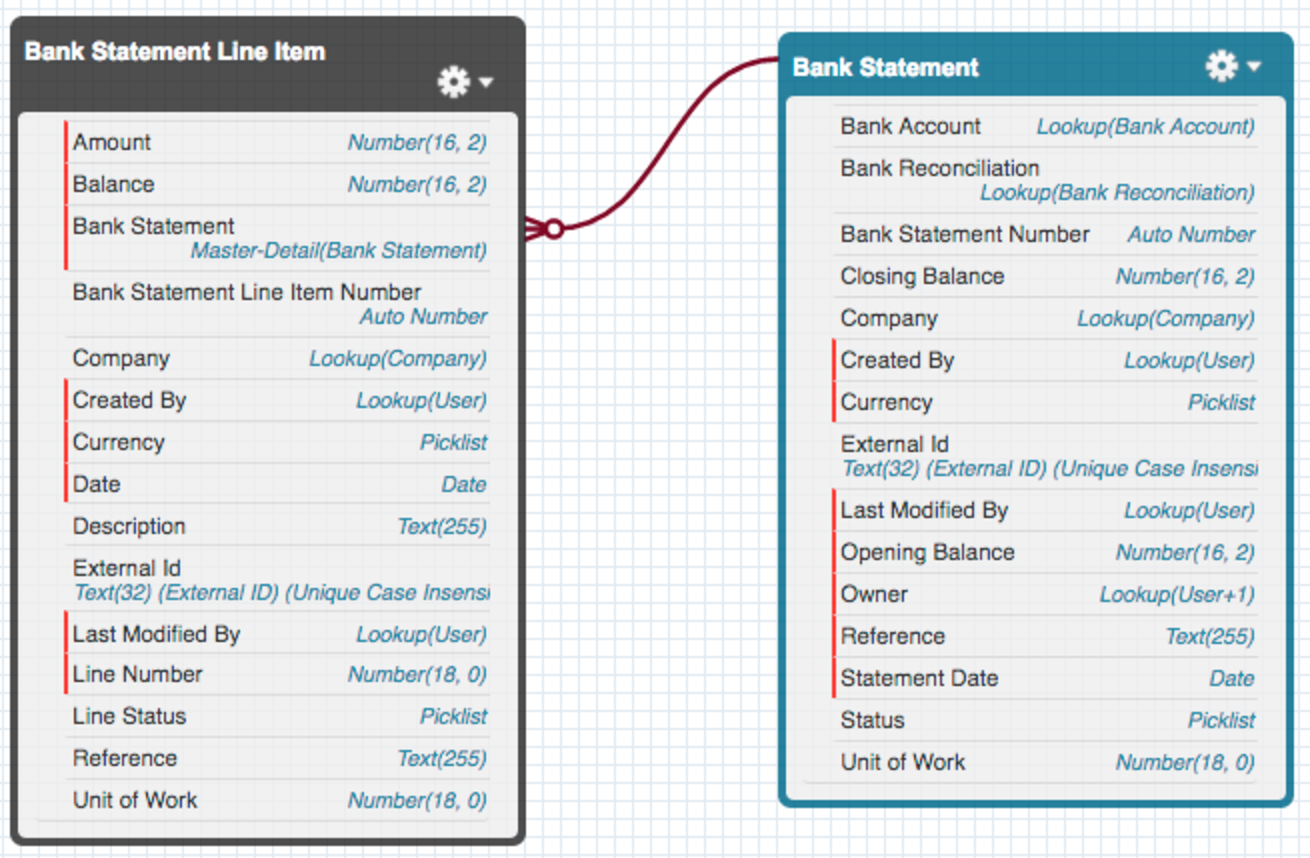 Bank Statement Line Item
Amount Number(16, 2)
Balance Number(16, 2)
Bank Statement
Master-Detail(Bank Statement)
Bank Statement Line Item Number
Auto Number
Company Lookup(Company)
Created By Lookup(User)
Currency Picklist
Date Date
Description Text(255)
External Id
Text(32) (External ID) (Unique Case Insensi
Last Modified By Lookup(User)
Line Number Number(18, 0)
Line Status Picklist
Reference Text(255)
Unit of Work Number(18, 0)
Bank Statement
Bank Account Lookup(Bank Account)
Bank Reconciliation
Lookup(Bank Reconciliation)
Bank Statement Number Auto Number
Closing Balance Number(16, 2)
Company Lookup(Company)
Created By Lookup(User)
Currency Picklist
External Id
Text(32) (External ID) (Unique Case Insensi
Last Modified By Lookup(User)
Opening Balance Number(16, 2)
Owner Lookup(User+1)
Reference Text(255)
Statement Date Date
Status Picklist
Unit of Work Number(18, 0)